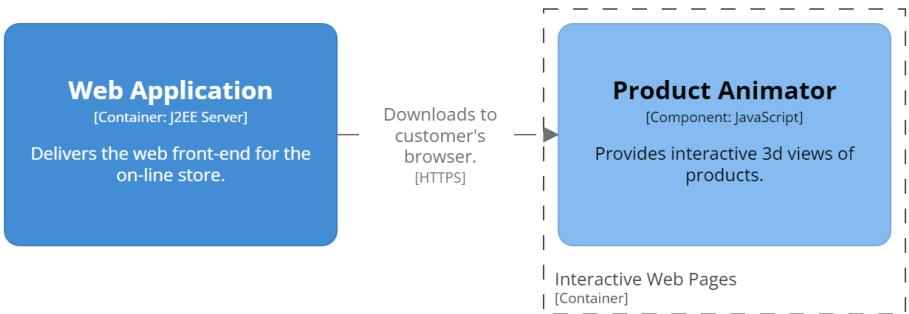 Web Application
[Container: J2EE Server]
Delivers the web front-end for the
on-line store.
Downloads to
customer's
browser.
[HTTPS]
Product Animator
[Component: JavaScript]
Provides interactive 3d views of
products.
Interactive Web Pages
[Container]